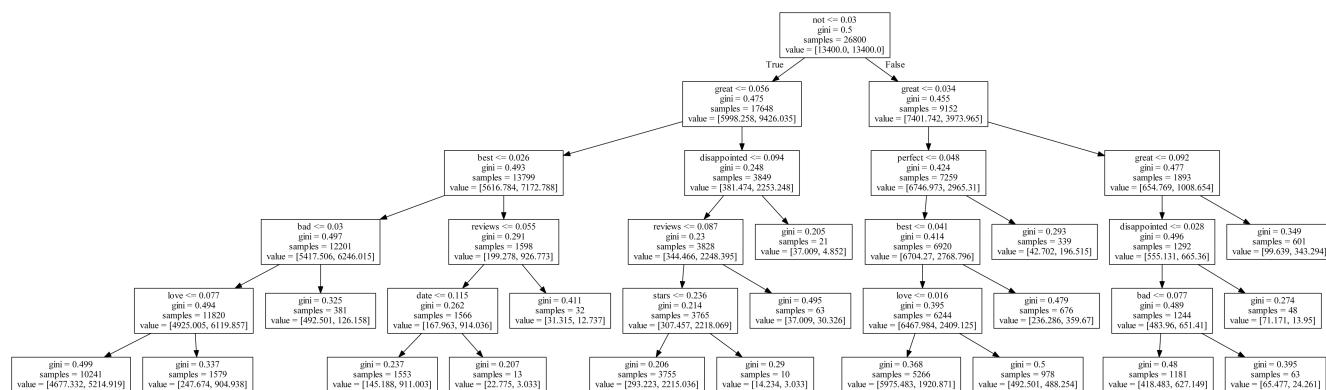 not <= 0.03
gini = 0.5
samples = 26800
value = [13400.0, 13400.0]
True
False
great <= 0.056
gini = 0.475
samples = 17648
value = [5998.258, 9426.035]
great <= 0.034
gini = 0.455
samples = 9152
value = [7401.742, 3973.965]
best <= 0.026
gini = 0.493
samples = 13799
value = [5616.784, 7172.788]
disappointed <= 0.094
gini = 0.248
samples = 3849
value = [381.474, 2253.248]
perfect <= 0.048
gini = 0.424
samples = 7259
value = [6746.973, 2965.31]
great <= 0.092
gini = 0.477
samples = 1893
value = [654.769, 1008.654]
bad <= 0.03
gini = 0.497
samples = 12201
value = [5417.506, 6246.015]
reviews <= 0.055
gini = 0.291
samples = 1598
value = [199.278, 926.773]
reviews <= 0.087
gini = 0.23
samples = 3828
value = [344.466, 2248.395]
gini = 0.205
samples = 21
value = [37.009, 4.852]
best <= 0.041
gini = 0.414
samples = 6920
value = [6704.27, 2768.796]
gini = 0.293
samples = 339
value = [42.702, 196.515]
disappointed <= 0.028
gini = 0.496
samples = 1292
value = [555.131, 665.36]
gini = 0.349
samples = 601
value = [99.639, 343.294]
love <= 0.077
gini = 0.494
samples = 11820
value = [4925.005, 6119.857]
gini = 0.325
samples = 381
value = [492.501, 126.158]
date <= 0.115
gini = 0.262
samples = 1566
value = [167.963, 914.036]
gini = 0.411
samples = 32
value = [31.315, 12.737]
stars <= 0.236
gini = 0.214
samples = 3765
value = [307.457, 2218.069]
gini = 0.495
samples = 63
value = [37.009, 30.326]
love <= 0.016
gini = 0.395
samples = 6244
value = [6467.984, 2409.125]
gini = 0.479
samples = 676
value = [236.286, 359.67]
bad <= 0.077
gini = 0.489
samples = 1244
value = [483.96, 651.41]
gini = 0.274
samples = 48
value = [71.171, 13.95]
gini = 0.499
samples = 10241
value = [4677.332, 5214.919]
gini = 0.337
samples = 1579
value = [247.674, 904.938]
gini = 0.237
samples = 1553
value = [145.188, 911.003]
gini = 0.207
samples = 13
value = [22.775, 3.033]
gini = 0.206
samples = 3755
value = [293.223, 2215.036]
gini = 0.29
samples = 10
value = [14.234, 3.033]
gini = 0.368
samples = 5266
value = [5975.483, 1920.871]
gini = 0.5
samples = 978
value = [492.501, 488.254]
gini = 0.48
samples = 1181
value = [418.483, 627.149]
gini = 0.395
samples = 63
value = [65.477, 24.261]